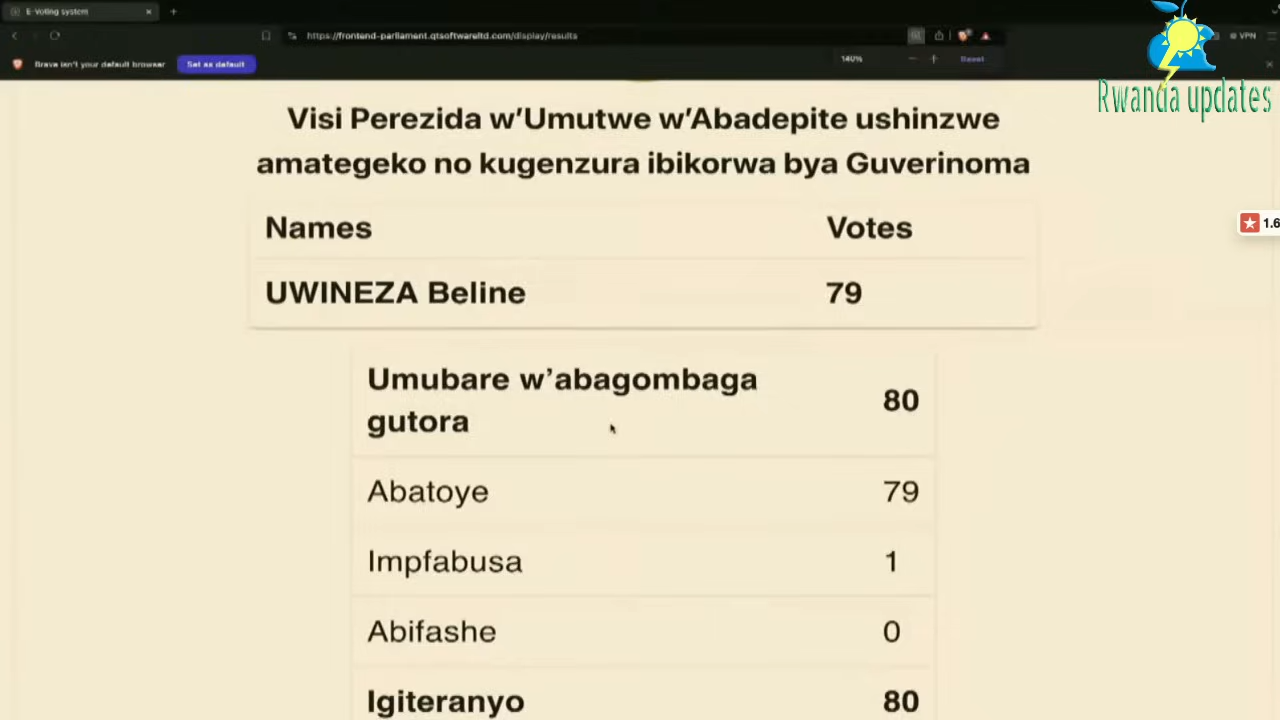 E-Voting system
https://frontend-parliament.qtsoftwareltd.com/display/results
VPN
Brave isn't your default browser
Set as default
140%
Reset
Rwanda updates
Visi Perezida w'Umutwe w'Abadepite ushinzwe
amategeko no kugenzura ibikorwa bya Guverinoma
1.6
Names Votes
UWINEZA Beline 79
Umubare w'abagombaga
gutora 80
Abatoye 79
Impfabusa 1
Abifashe 0
Igiteranyo 80